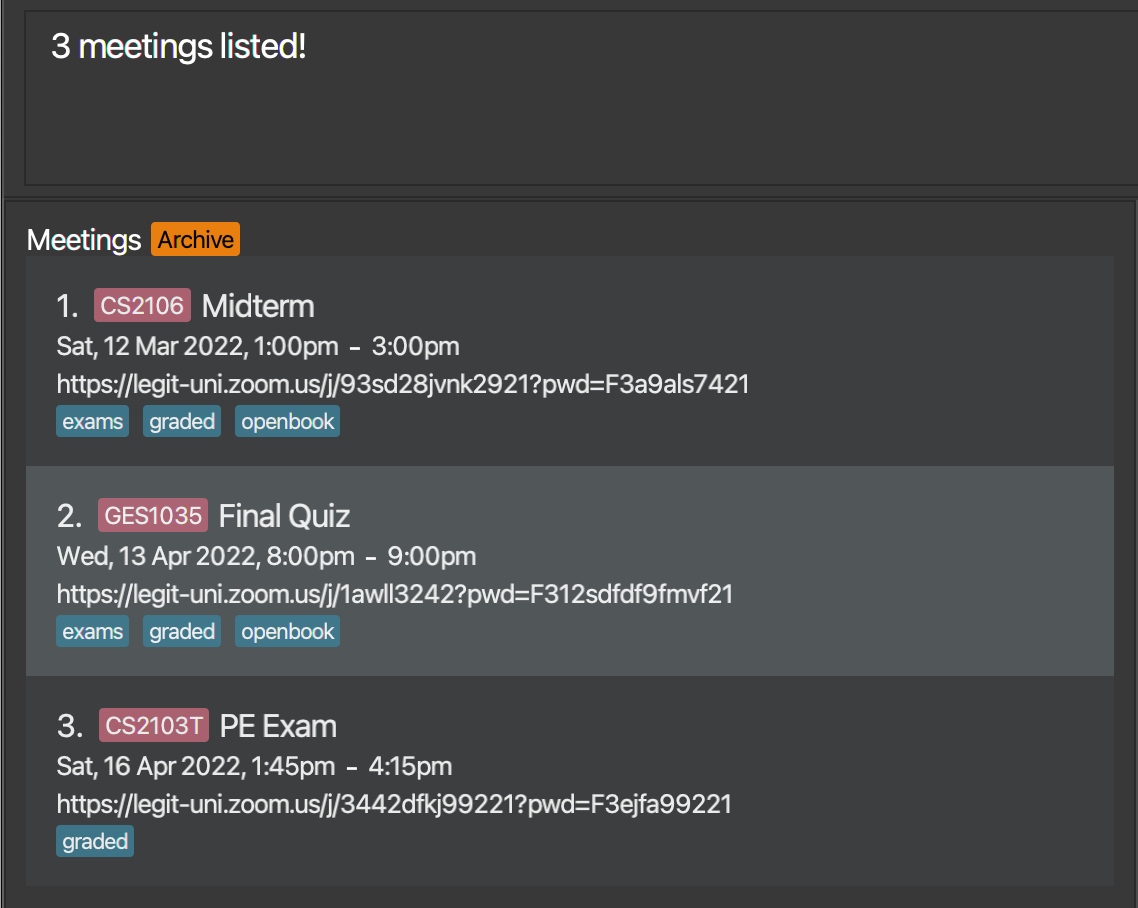 3 meetings listed!
Meetings Archive
1. CS2106 Midterm
Sat, 12 Mar 2022, 1:00pm - 3:00pm
https://legit-uni.zoom.us/j/93sd28jvnk2921?pwd=F3a9als7421
exams graded openbook
2. GES1035 Final Quiz
Wed, 13 Apr 2022, 8:00pm - 9:00pm
https://legit-uni.zoom.us/j/1awll3242?pwd=F312sdfdf9fmvf21
exams graded openbook
3. CS2103T PE Exam
Sat, 16 Apr 2022, 1:45pm - 4:15pm
https://legit-uni.zoom.us/j/3442dfkj99221?pwd=F3ejfa99221
graded